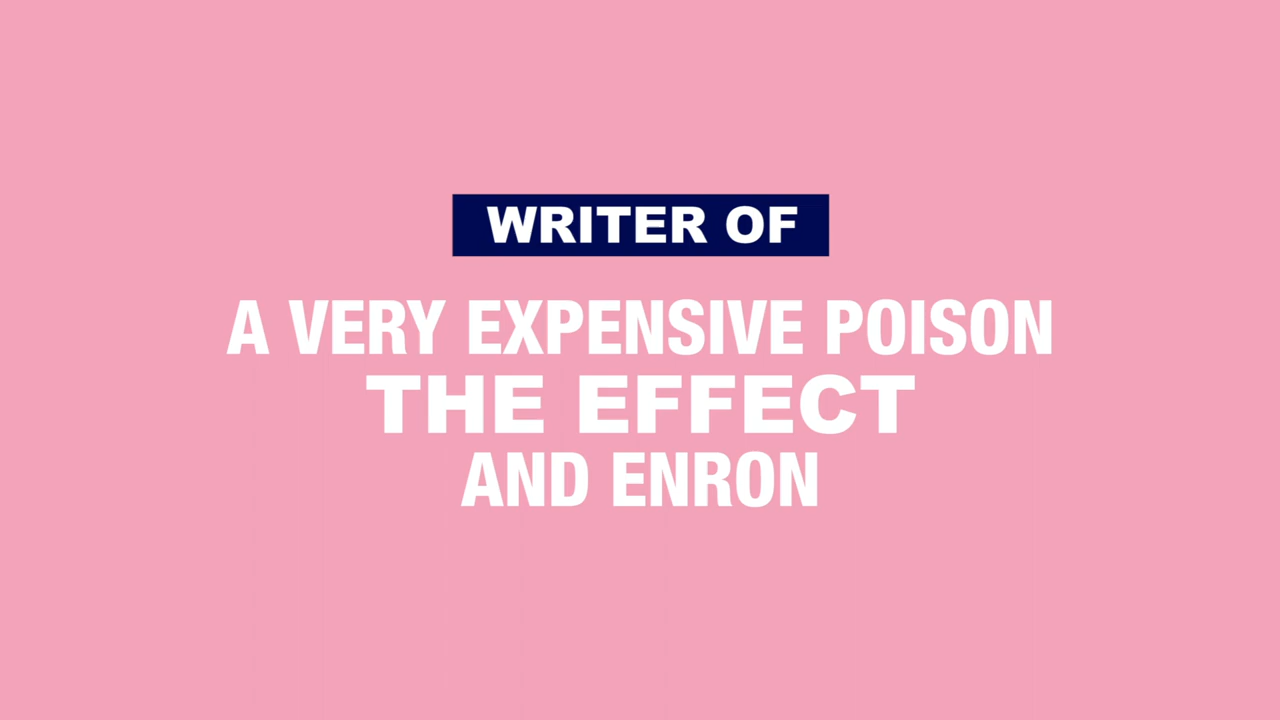 WRITER OF
A VERY EXPENSIVE POISON
THE EFFECT
AND ENRON